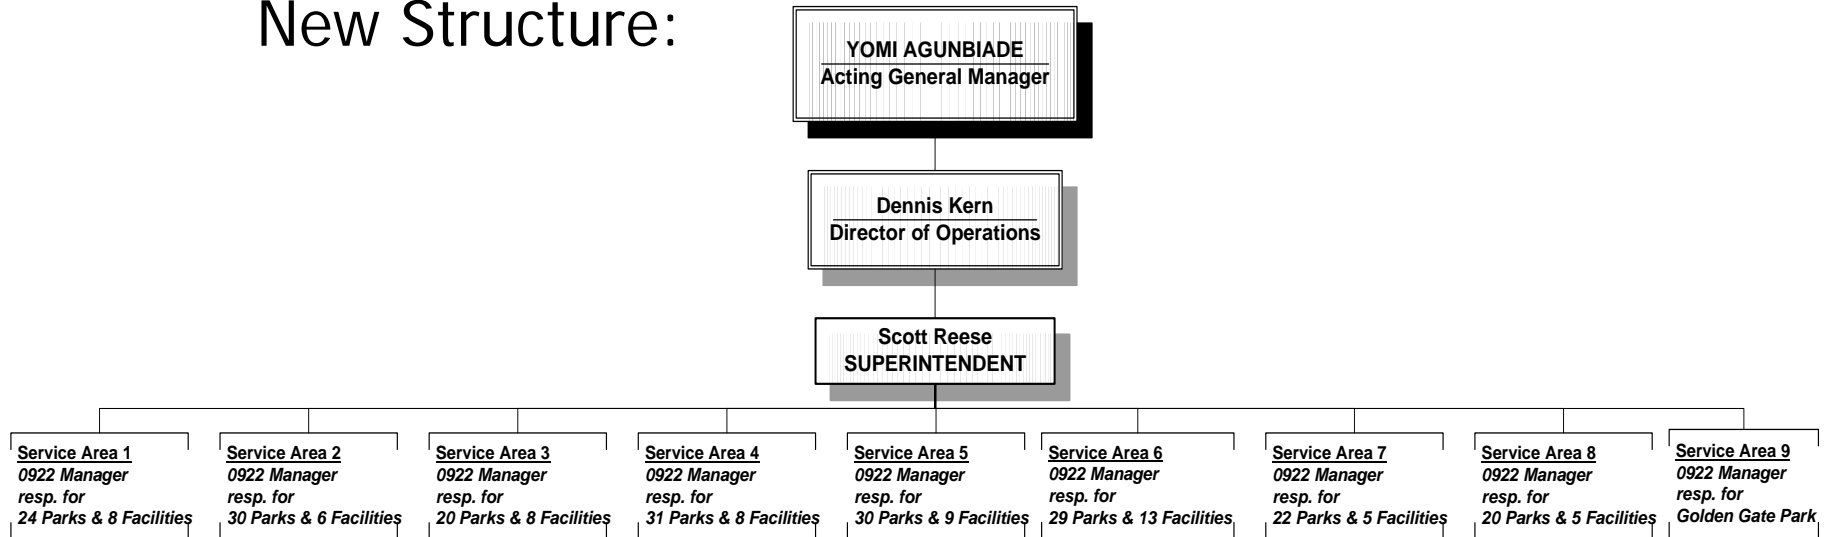 New Structure:
YOMI AGUNBIADE
Acting General Manager
Dennis Kern
Director of Operations
Scott Reese
SUPERINTENDENT
Service Area 1
0922 Manager
resp. for
24 Parks & 8 Facilities
Service Area 2
0922 Manager
resp. for
30 Parks & 6 Facilities
Service Area 3
0922 Manager
resp. for
20 Parks & 8 Facilities
Service Area 4
0922 Manager
resp. for
31 Parks & 8 Facilities
Service Area 5
0922 Manager
resp. for
30 Parks & 9 Facilities
Service Area 6
0922 Manager
resp. for
29 Parks & 13 Facilities
Service Area 7
0922 Manager
resp. for
22 Parks & 5 Facilities
Service Area 8
0922 Manager
resp. for
20 Parks & 5 Facilities
Service Area 9
0922 Manager
resp. for
Golden Gate Park